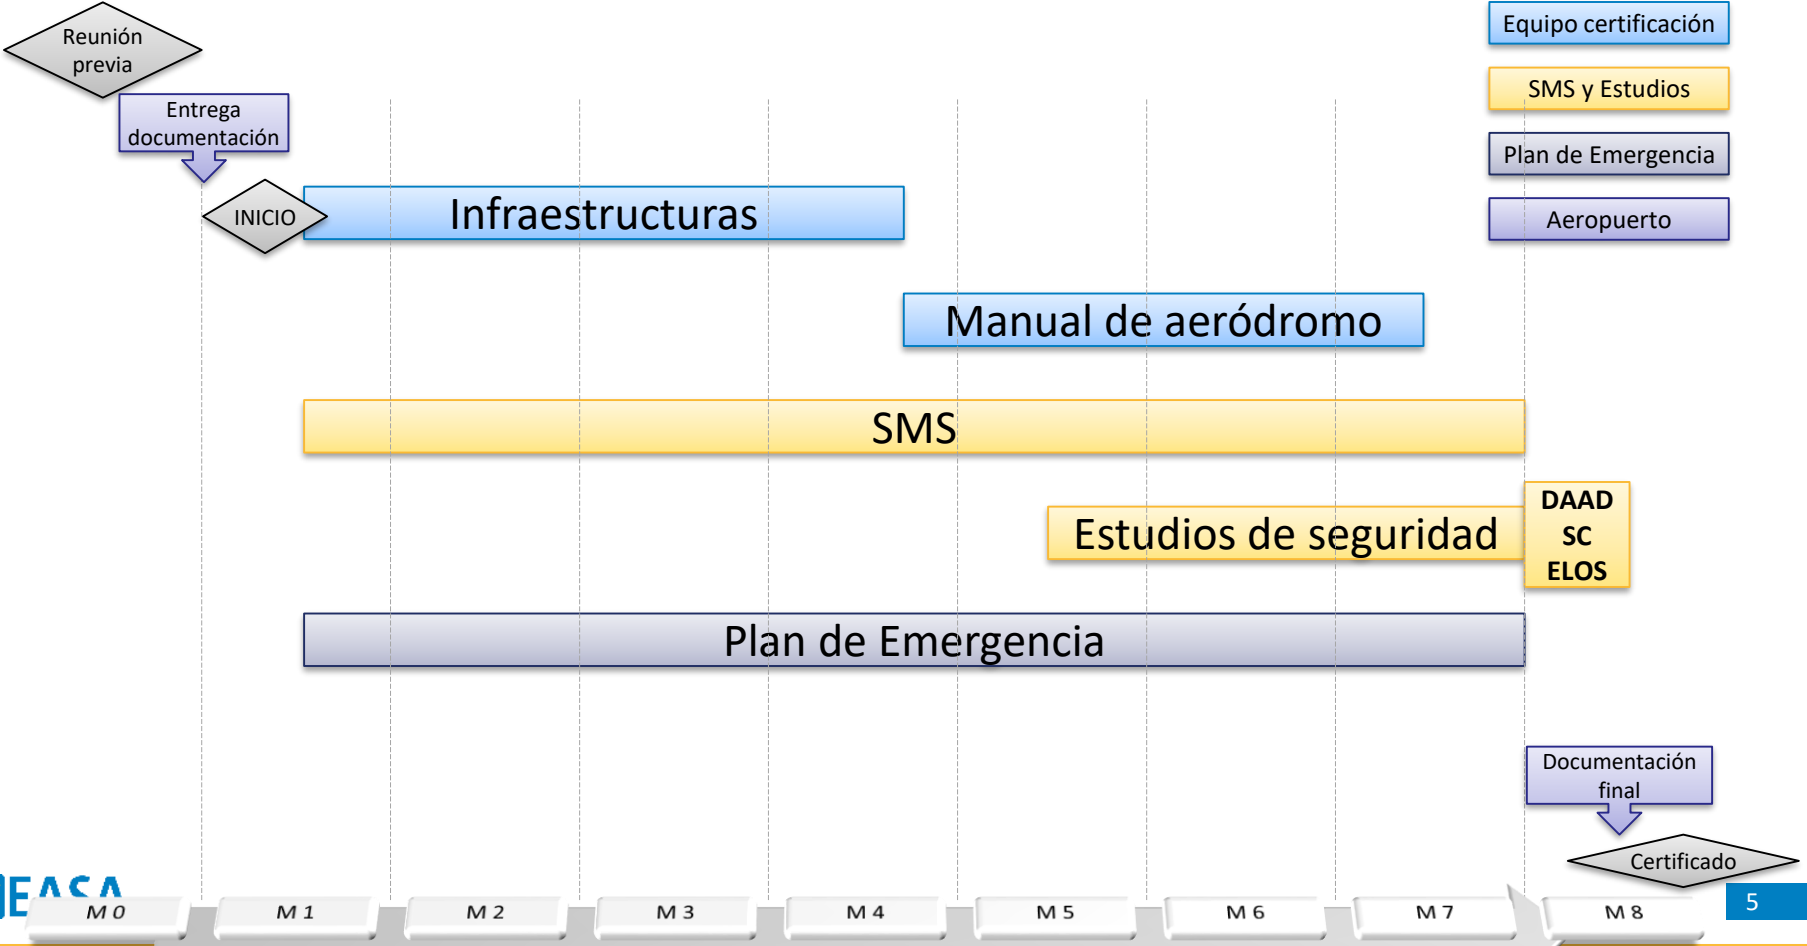 Reunión
previa
Entrega
documentación
INICIO
Equipo certificación
SMS y Estudios
Plan de Emergencia
Aeropuerto
Infraestructuras
Manual de aeródromo
SMS
Estudios de seguridad
DAAD
SC
ELOS
Plan de Emergencia
Documentación
final
Certificado
EASA
M 0
M 1
M 2
M 3
M 4
M 5
M 6
M 7
M 8
5